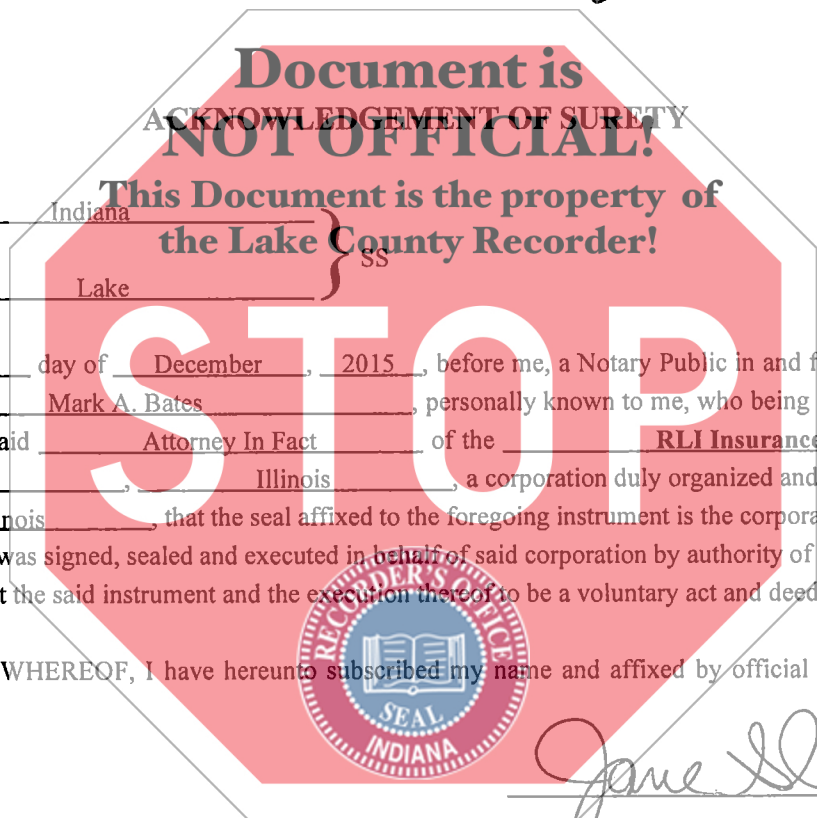 Document is
ACKNOWLEDGEMENT OF SURETY
NOT OFFICIAL!
This Document is the property of
Indiana
the Lake County Recorder!
SS
Lake
STOP
day of December, 2015, before me, a Notary Public in and f
Mark A. Bates, personally known to me, who being
aid Attorney In Fact of the RLI Insurance
, Illinois, a corporation duly organized and
nois, that the seal affixed to the foregoing instrument is the corpora
was signed, sealed and executed in behalf of said corporation by authority of
t the said instrument and the execution thereof to be a voluntary act and deed
RECORDER'S OFFICE
WHEREOF, I have hereunto subscribed my name and affixed by official
SEAL
INDIANA
Jane